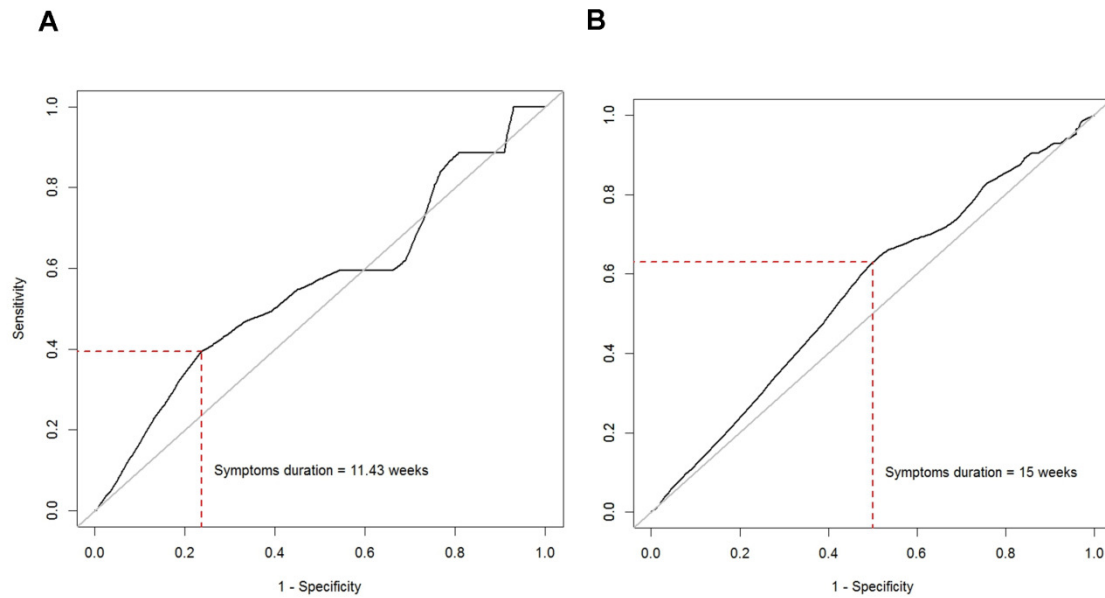 A
B
1.0
0.8
0.6
0.4
0.2
0.0
Sensitivity
Symptoms duration = 11.43 weeks
0.0 0.2 0.4 0.6 0.8 1.0
1 - Specificity
1.0
0.8
0.6
0.4
0.2
0.0
Symptoms duration = 15 weeks
0.0 0.2 0.4 0.6 0.8 1.0
1 - Specificity